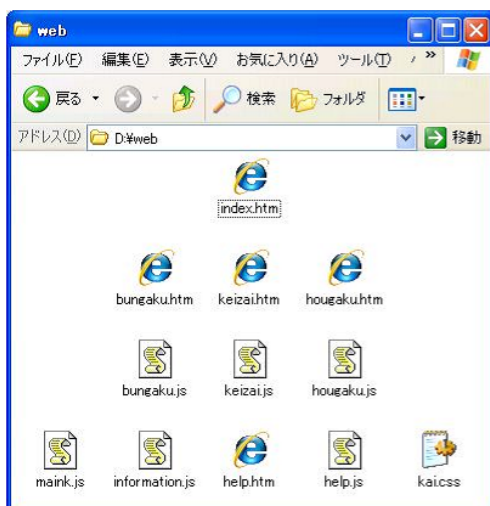 web
ファイル(F) 編集(E) 表示(V) お気に入り(A) ツール(T) »
戻る 検索 フォルダ
アドレス(D) D:¥web 移動
index.htm
bungaku.htm keizai.htm hougaku.htm
bungaku.js keizai.js hougaku.js
maink.js information.js help.htm help.js kai.css